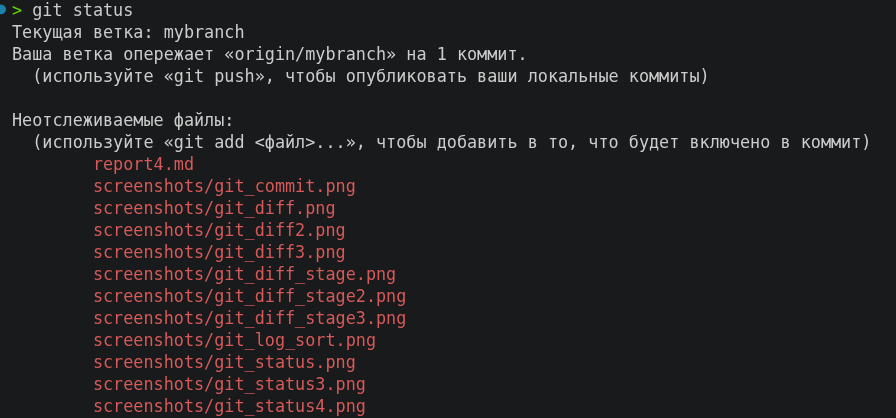 > git status
Текущая ветка: mybranch
Ваша ветка опережает «origin/mybranch» на 1 коммит.
(используйте «git push», чтобы опубликовать ваши локальные коммиты)
Неотслеживаемые файлы:
(используйте «git add <файл>...», чтобы добавить в то, что будет включено в коммит)
report4.md
screenshots/git_commit.png
screenshots/git_diff.png
screenshots/git_diff2.png
screenshots/git_diff3.png
screenshots/git_diff_stage.png
screenshots/git_diff_stage2.png
screenshots/git_diff_stage3.png
screenshots/git_log_sort.png
screenshots/git_status.png
screenshots/git_status3.png
screenshots/git_status4.png